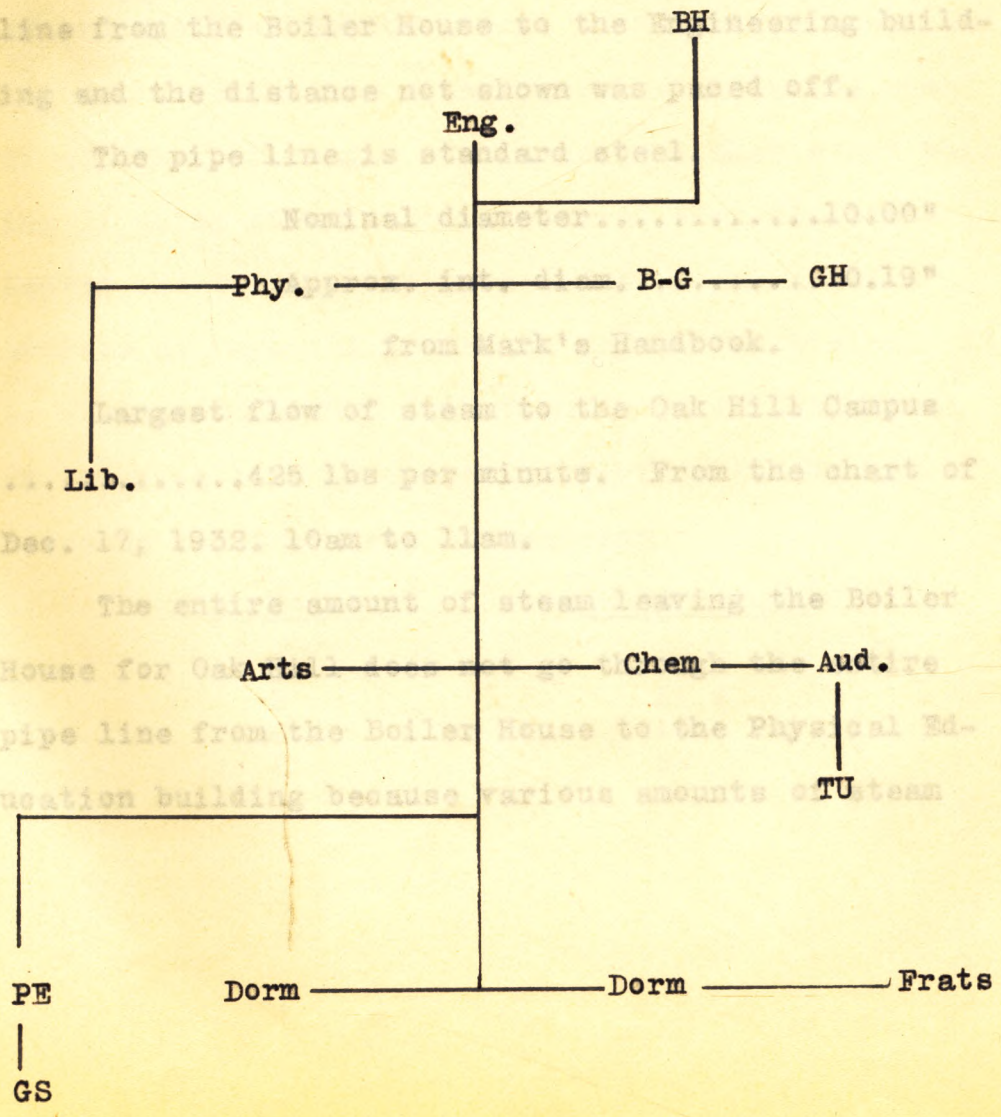 line from the Boiler House to the Engineering build-
BH
ing and the distance not shown was paced off.
Eng.
The pipe line is standard steel.
Nominal diameter............10.00"
Phy.
B-G
GH
Approx. int. diam. 0.19"
from Mark's Handbook.
Largest flow of steam to the Oak Hill Campus
Lib.
.............425 lbs per minute. From the chart of
Dec. 17, 1932. 10am to 11am.
The entire amount of steam leaving the Boiler
Arts
Chem
Aud.
House for Oak Hill does not go through the entire
pipe line from the Boiler House to the Physical Ed-
TU
ucation building because various amounts of steam
PE
Dorm
Dorm
Frats
GS